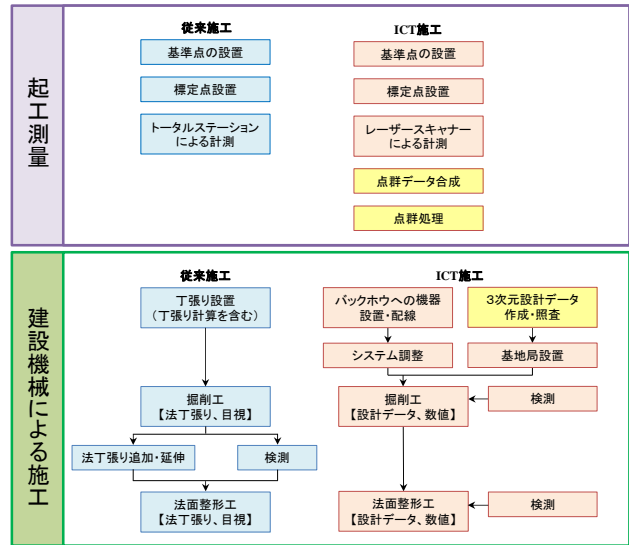 起工測量
従来施工
基準点の設置
標定点設置
トータルステーション
による計測
ICT施工
基準点の設置
標定点設置
レーザースキャナー
による計測
点群データ合成
点群処理
建設機械による施工
従来施工
丁張り設置
（丁張り計算を含む）
掘削工
【法丁張り、目視】
法丁張り追加・延伸
検測
法面整形工
【法丁張り、目視】
ICT施工
バックホウへの機器
設置・配線
３次元設計データ
作成・照査
システム調整
基地局設置
掘削工
【設計データ、数値】
検測
法面整形工
【設計データ、数値】
検測